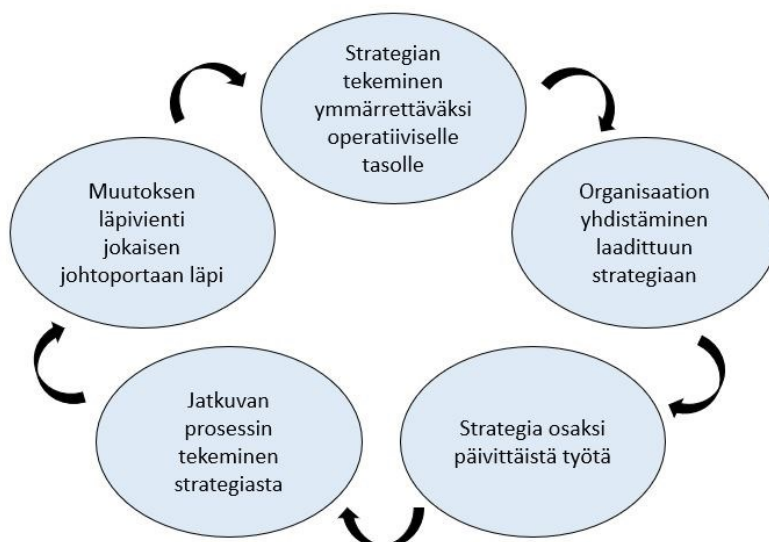 Strategian
tekeminen
ymmärrettäväksi
operatiiviselle
tasolle
Organisaation
yhdistäminen
laadittuun
strategiaan
Strategia osaksi
päivittäistä työtä
Jatkuvan
prosessin
tekeminen
strategiasta
Muutoksen
läpivienti
jokaisen
johtoportaan läpi